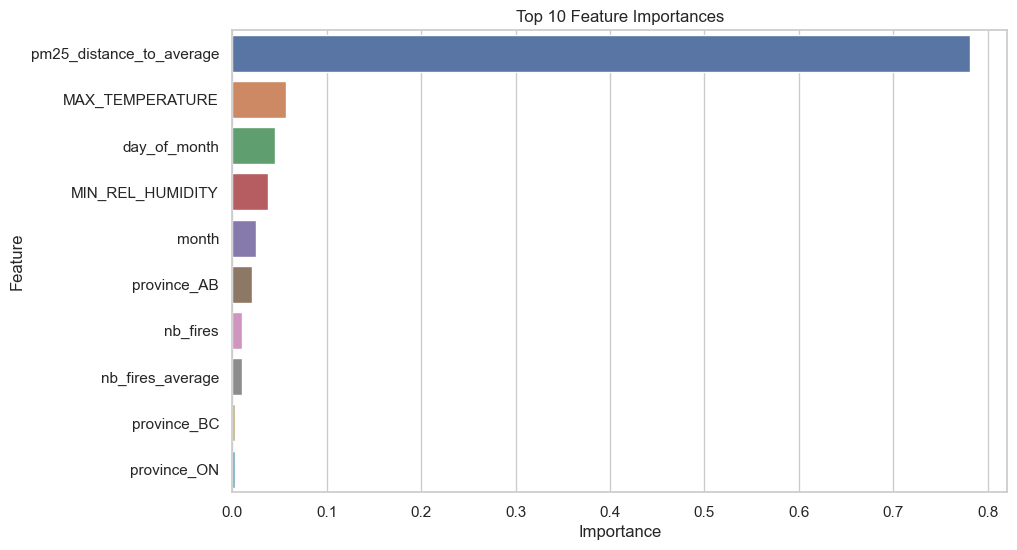 Top 10 Feature Importances
pm25_distance_to_average
MAX_TEMPERATURE
day_of_month
MIN_REL_HUMIDITY
month
province_AB
nb_fires
nb_fires_average
province_BC
province_ON
Feature
0.0 0.1 0.2 0.3 0.4 0.5 0.6 0.7 0.8
Importance